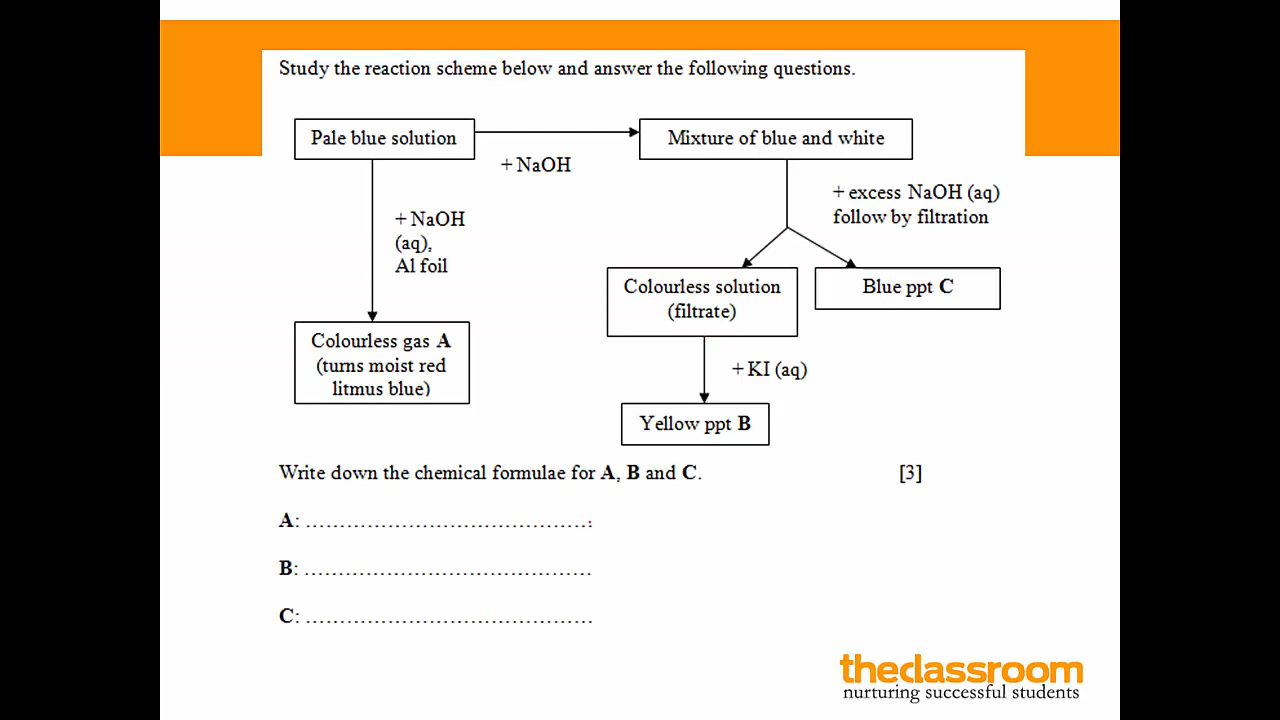 Study the reaction scheme below and answer the following questions.
Pale blue solution
+ NaOH
Mixture of blue and white
+ NaOH
(aq),
Al foil
+ excess NaOH (aq)
follow by filtration
Colourless solution
(filtrate)
Blue ppt C
Colourless gas A
(turns moist red
litmus blue)
+ KI (aq)
Yellow ppt B
Write down the chemical formulae for A, B and C. [3]
A: ……………………………………
B: ……………………………………
C: ……………………………………
theclassroom
nurturing successful students